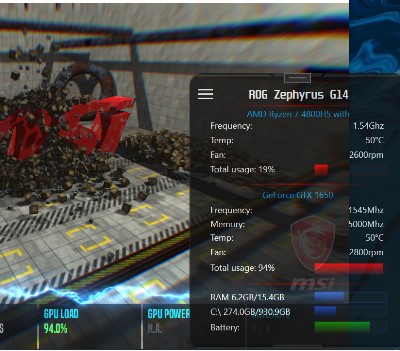 ROG Zephyrus G14
AMD Ryzen 7 4800HS with
Frequency: 1.54Ghz
Temp: 50°C
Fan: 2600rpm
Total usage: 19%
GeForce GTX 1650
Frequency: 1545Mhz
Memory: 5000Mhz
Temp: 50°C
Fan: 2800rpm
Total usage: 94%
msi
RAM 6.2GB/15.4GB
C:\ 274.0GB/930.9GB
Battery:
GPU LOAD
94.0%
GPU POWER
N.A.